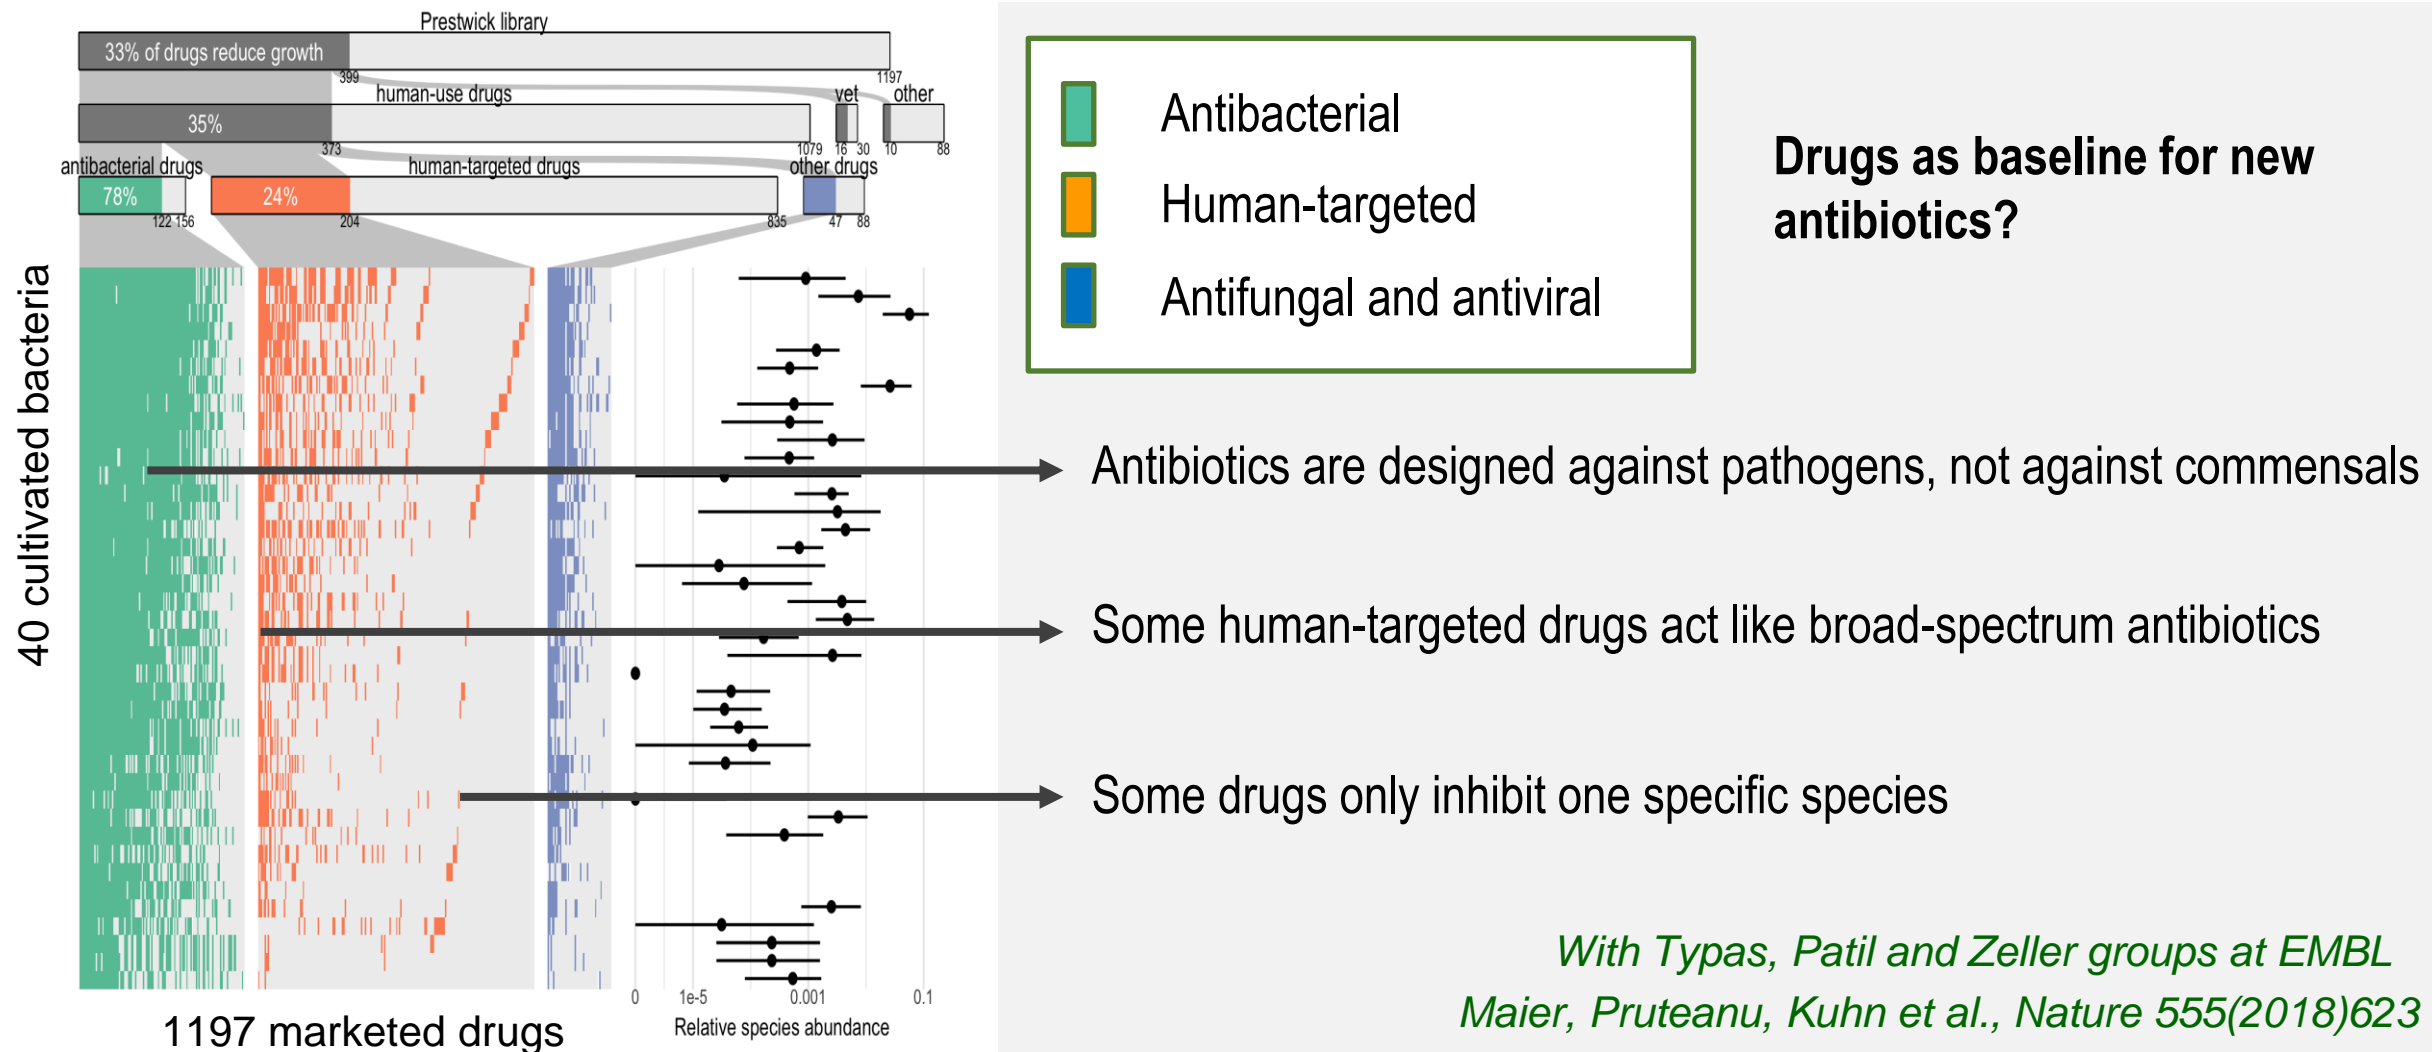 Prestwick library
33% of drugs reduce growth
399
1197
human-use drugs
vet
other
35%
373
1079
16
30
10
88
antibacterial drugs
human-targeted drugs
other drugs
78%
24%
122
156
204
835
47
88
40 cultivated bacteria
0
1e-5
0.001
0.1
Relative species abundance
1197 marketed drugs
Antibacterial
Human-targeted
Antifungal and antiviral
Drugs as baseline for new
antibiotics?
Antibiotics are designed against pathogens, not against commensals
Some human-targeted drugs act like broad-spectrum antibiotics
Some drugs only inhibit one specific species
With Typas, Patil and Zeller groups at EMBL
Maier, Pruteanu, Kuhn et al., Nature 555(2018)623